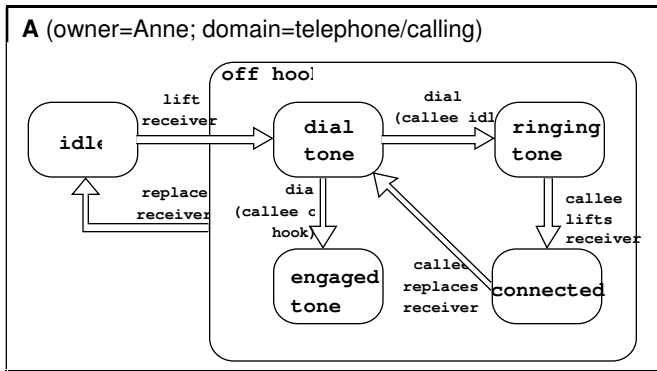 A (owner=Anne; domain=telephone/calling)
off hook
lift
receiver
dial
(callee idl
idle
dial
tone
ringing
tone
replace
receiver
dia
(callee o
hook)
callee
lifts
receiver
engaged
tone
callee
replaces
receiver
connected